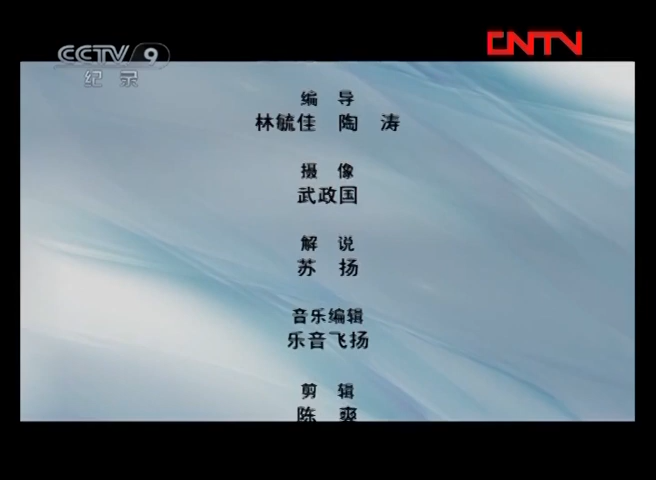 CCTV 9
纪 录
CNTV
编 导
林毓佳 陶 涛
摄 像
武政国
解 说
苏 扬
音乐编辑
乐音飞扬
剪 辑
陈 爽